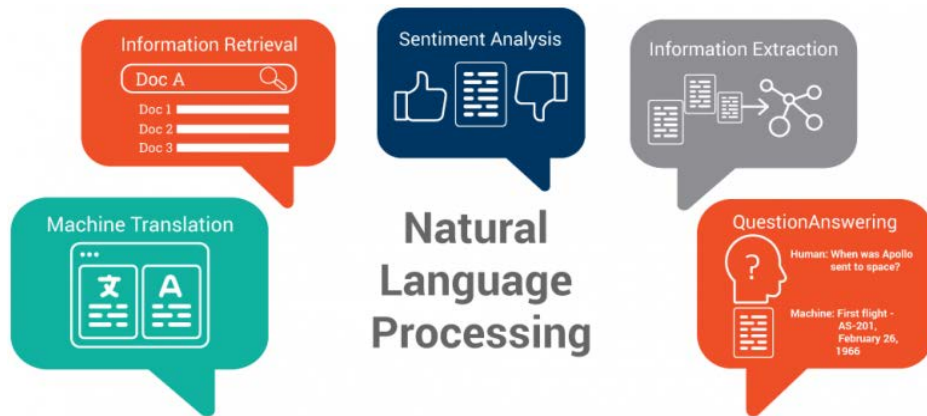 Information Retrieval
Doc A
Doc 1
Doc 2
Doc 3
Sentiment Analysis
Information Extraction
Machine Translation
文 A
Natural
Language
Processing
QuestionAnswering
?
Human: When was Apollo
sent to space?
Machine: First flight -
AS-201,
February 26,
1966